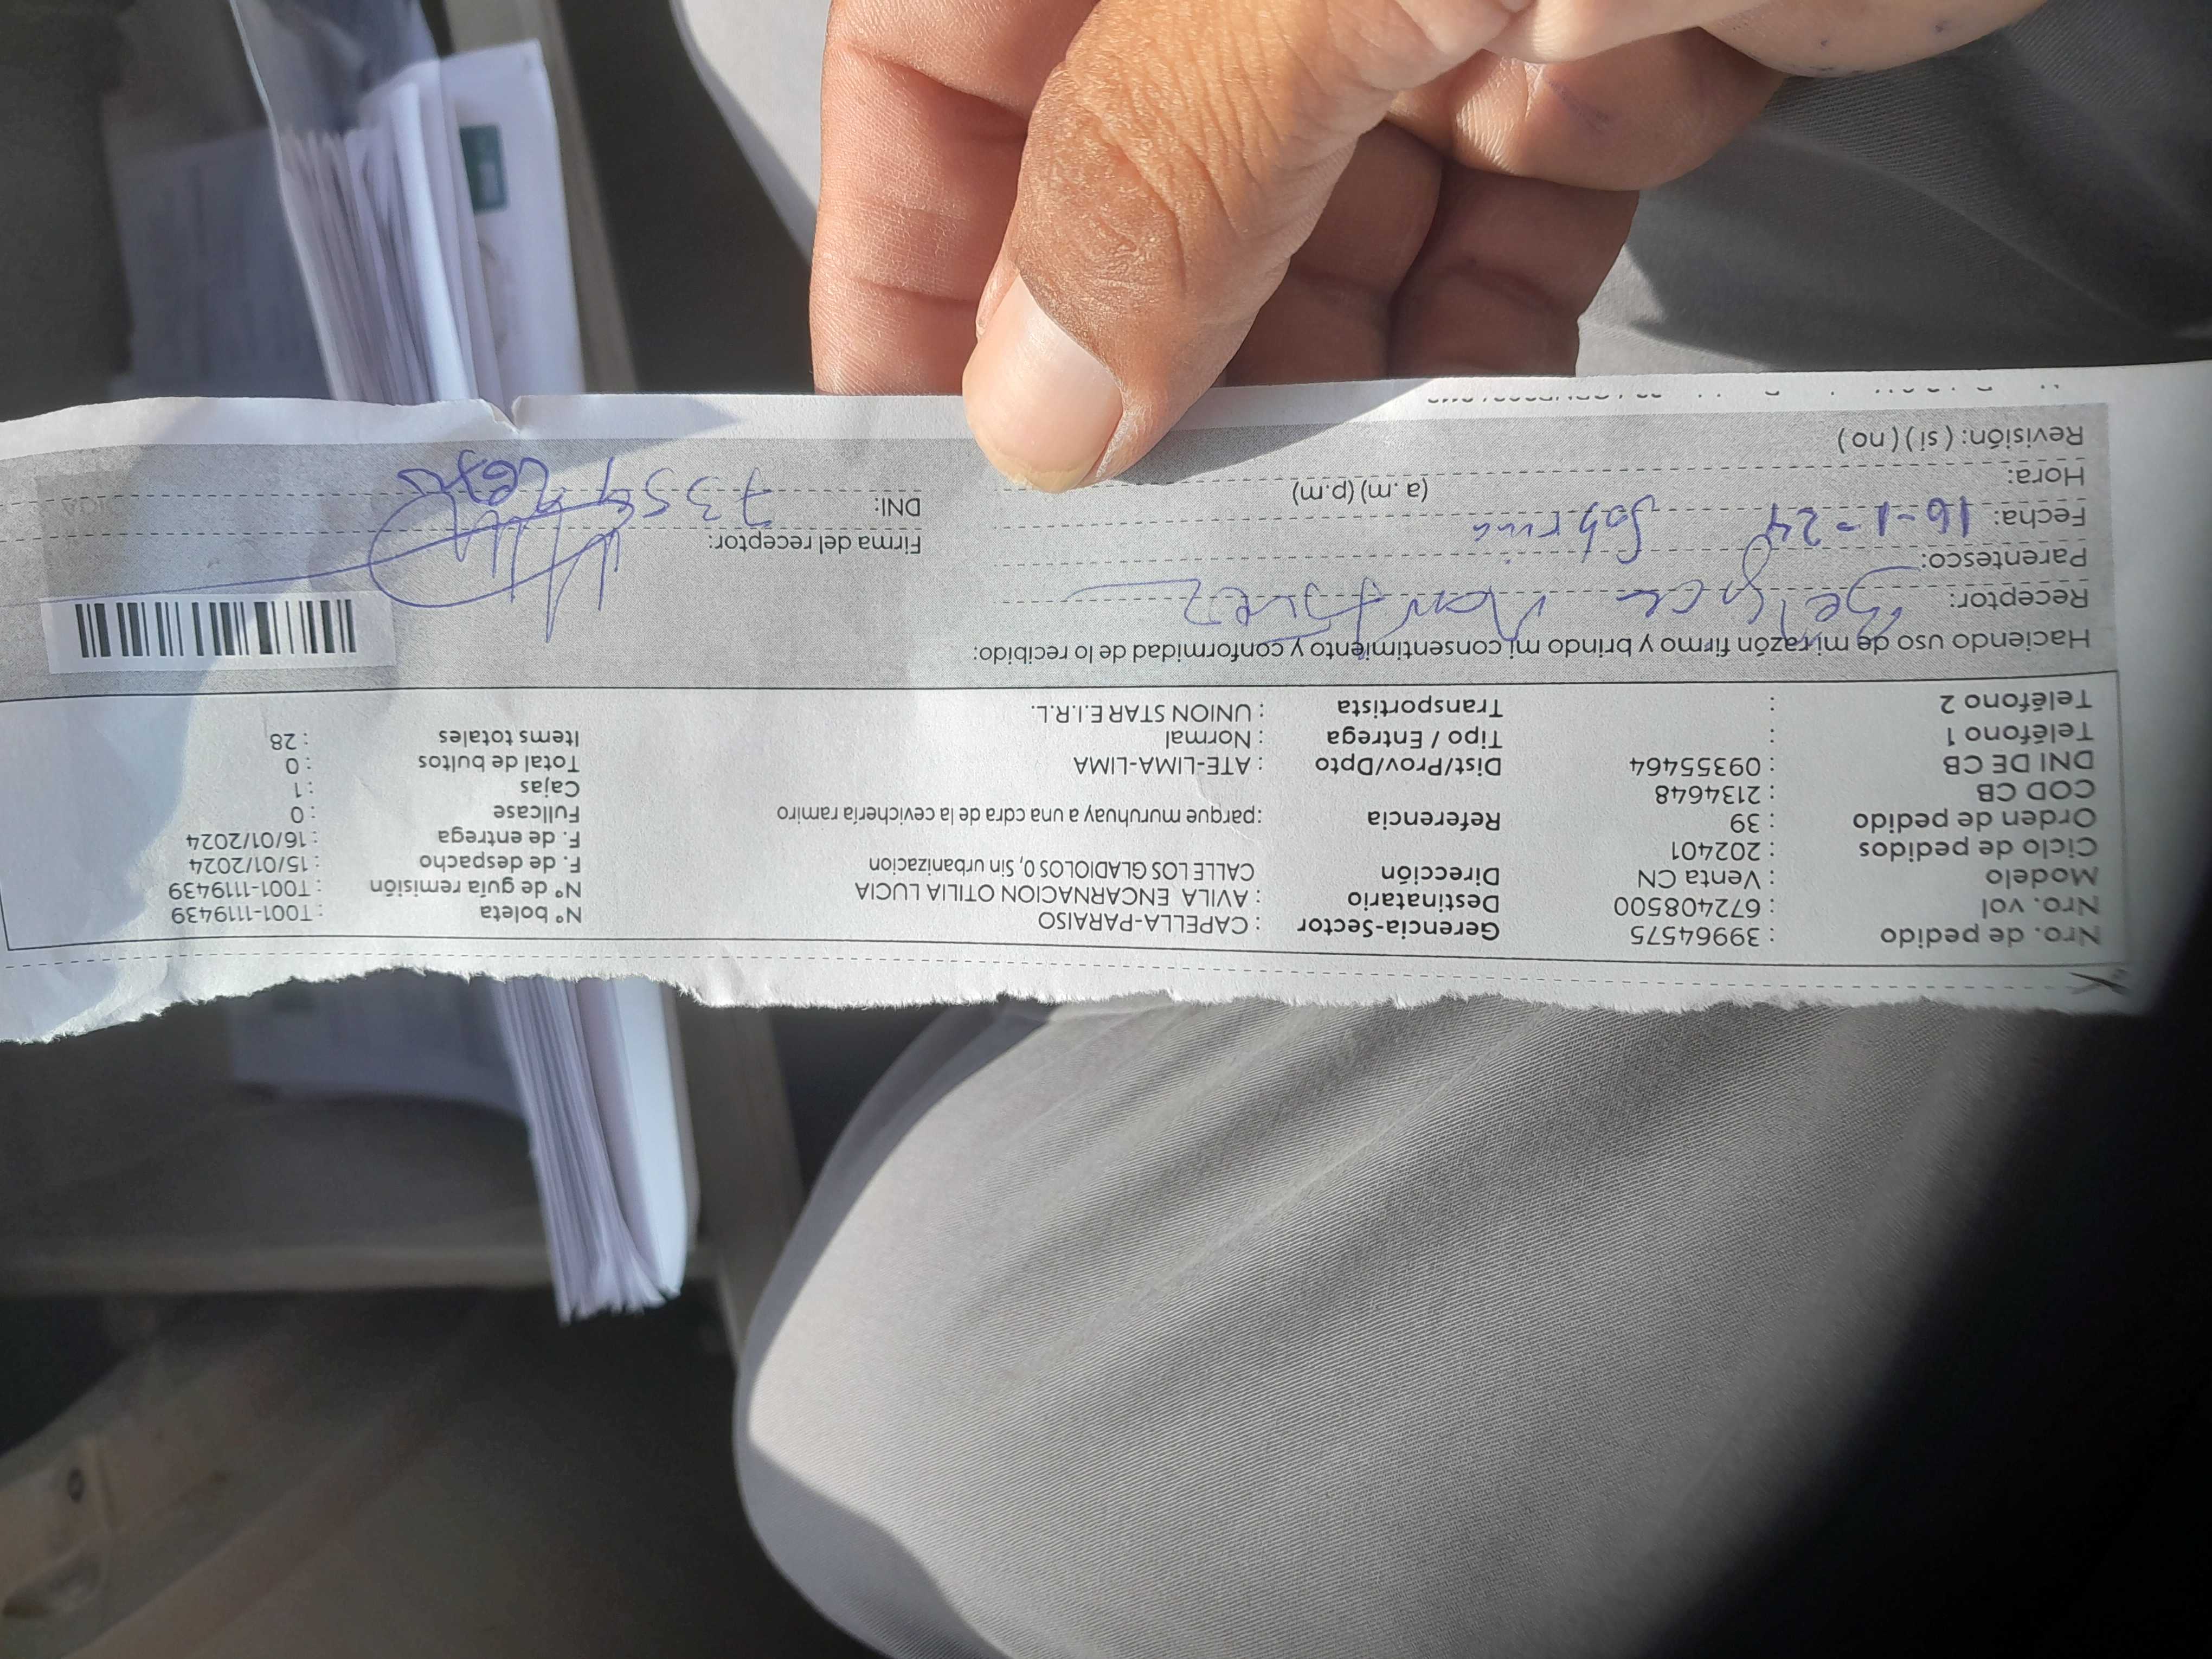 Nro. de pedido : 39964575 Gerencia-Sector : CAPELLA-PARAISO Nº boleta : T001-1119439
Nro. vol : 672408500 Destinatario : AVILA ENCARNACION OTILIA LUCIA Nº de guía remisión : T001-1119439
Modelo : Venta CN Dirección CALLE LOS GLADIOLOS 0, Sin urbanizacion F. de despacho : 15/01/2024
Ciclo de pedidos : 202401 F. de entrega : 16/01/2024
Orden de pedido : 39 Referencia :parque muruhuay a una cdra de la cevichería ramiro Fullcase : 0
COD CB : 2134648 Cajas : 1
DNI DE CB : 09355464 Dist/Prov/Dpto : ATE-LIMA-LIMA Total de bultos : 0
Teléfono 1 : Tipo / Entrega : Normal Items totales : 28
Teléfono 2 : Transportista : UNION STAR E.I.R.L.
Haciendo uso de mi razón firmo y brindo mi consentimiento y conformidad de lo recibido:
Receptor:
Parentesco: Sobrina Firma del receptor:
Fecha: 16-1-24 DNI:
Hora: (a.m) (p.m)
Revisión: ( si ) ( no )